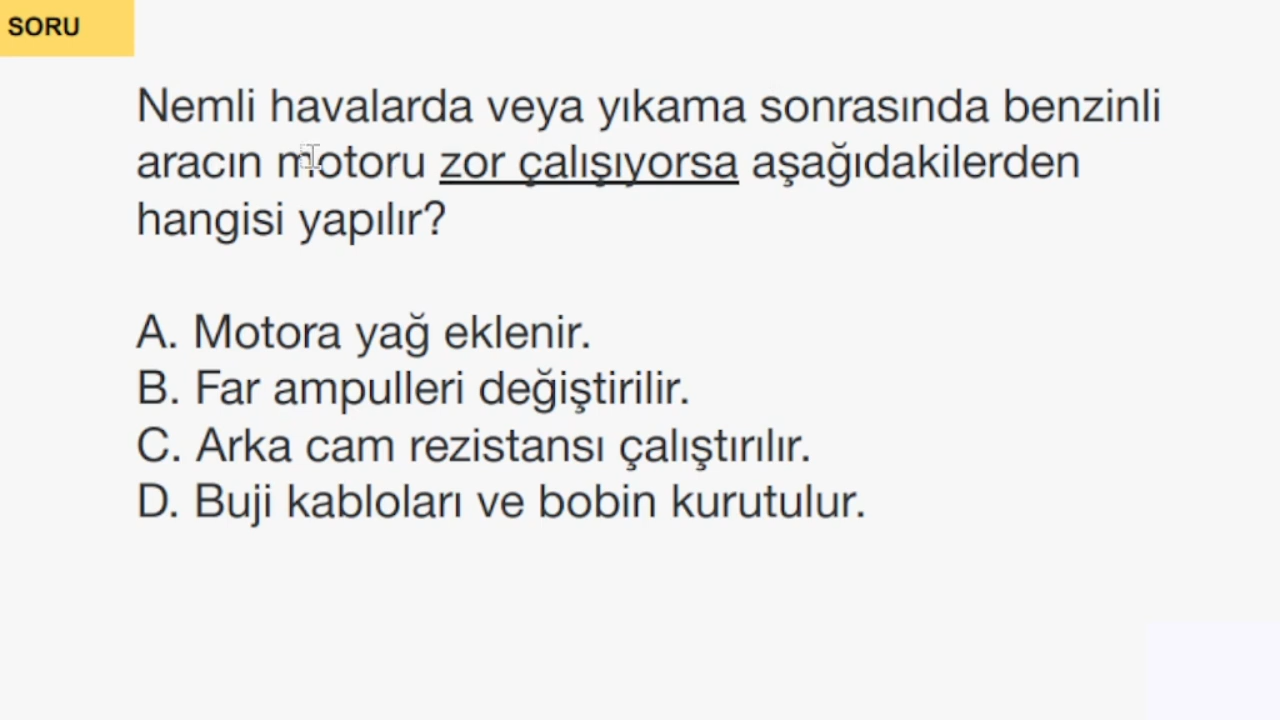 SORU
Nemli havalarda veya yıkama sonrasında benzinli
aracın motoru zor çalışıyorsa aşağıdakilerden
hangisi yapılır?
A. Motora yağ eklenir.
B. Far ampulleri değiştirilir.
C. Arka cam rezistansı çalıştırılır.
D. Buji kabloları ve bobin kurutulur.